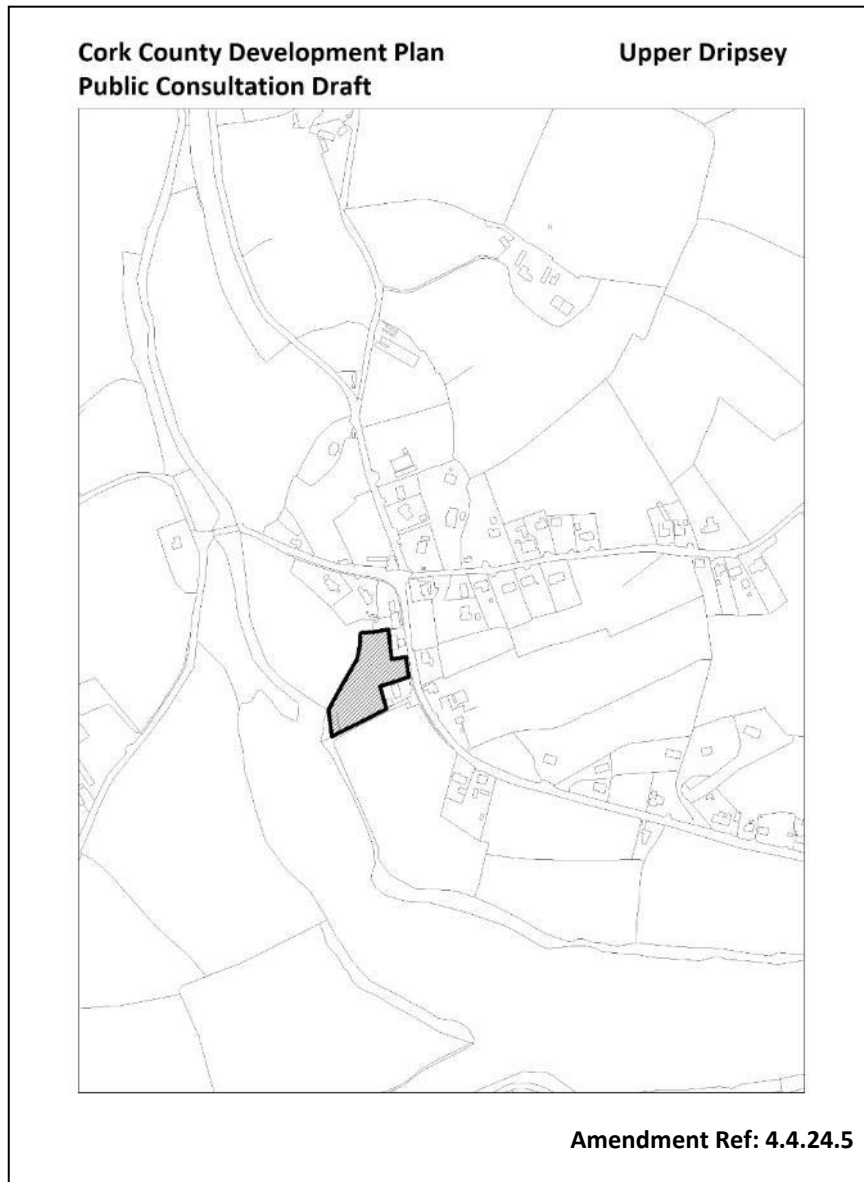 Cork County Development Plan Upper Dripsey
Public Consultation Draft
Amendment Ref: 4.4.24.5